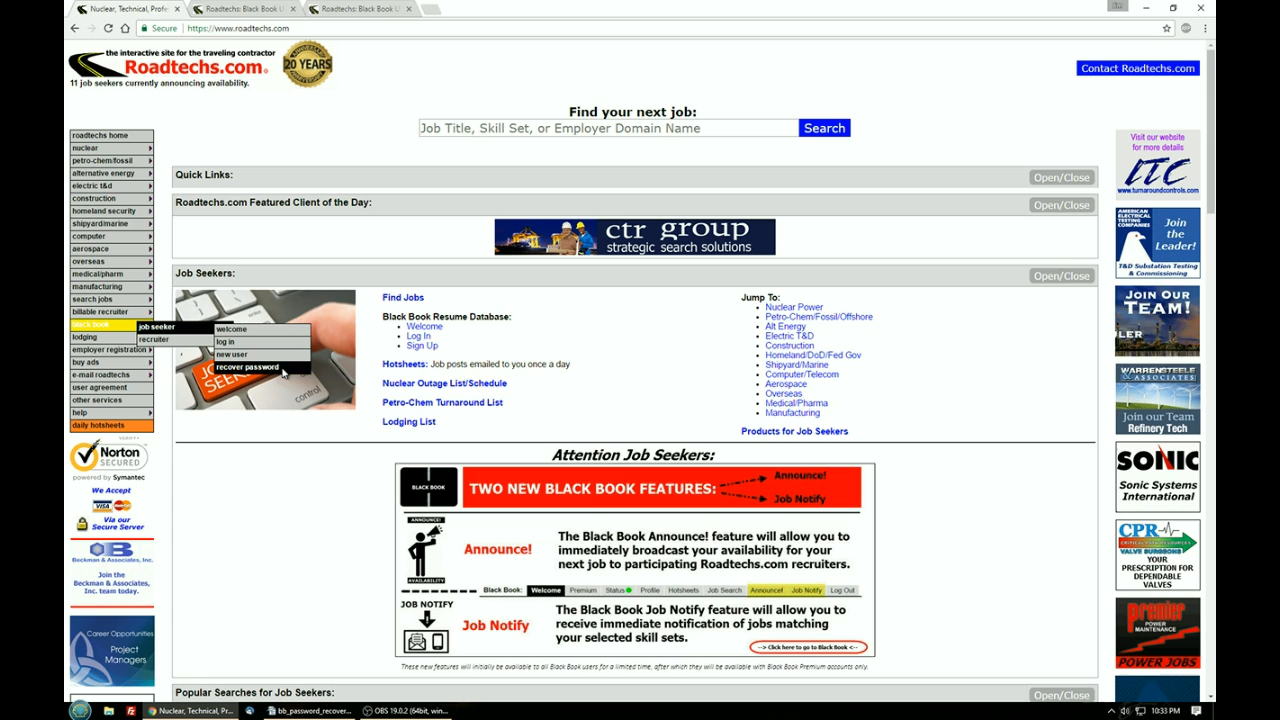 Nuclear, Technical, Profe
Roadtechs: Black Book U
Roadtechs: Black Book L
Secure
https://www.roadtechs.com
the interactive site for the traveling contractor
Roadtechs.com
20 YEARS
11 job seekers currently announcing availability.
Contact Roadtechs.com
Find your next job:
Job Title, Skill Set, or Employer Domain Name
Search
roadtechs home
nuclear
petro-chem/fossil
alternative energy
electric t&d
construction
homeland security
shipyard/marine
computer
aerospace
overseas
medical/pharm
manufacturing
search jobs
billable recruiter
black book
lodging
employer registration
buy ads
e-mail roadtechs
user agreement
other services
help
daily hotsheets
job seeker
recruiter
welcome
log in
new user
recover password
Quick Links:
Open/Close
Roadtechs.com Featured Client of the Day:
Open/Close
ctr group
strategic search solutions
Job Seekers:
Open/Close
control
Find Jobs
Black Book Resume Database:
Welcome
Log In
Sign Up
Hotsheets: Job posts emailed to you once a day
Nuclear Outage List/Schedule
Petro-Chem Turnaround List
Lodging List
Jump To:
Nuclear Power
Petro-Chem/Fossil/Offshore
Alt Energy
Electric T&D
Construction
Homeland/DoD/Fed Gov
Shipyard/Marine
Computer/Telecom
Aerospace
Overseas
Medical/Pharma
Manufacturing
Products for Job Seekers
Attention Job Seekers:
BLACK BOOK
TWO NEW BLACK BOOK FEATURES:
Announce!
Job Notify
ANNOUNCE!
AVAILABILITY
Announce!
The Black Book Announce! feature will allow you to
immediately broadcast your availability for your
next job to participating Roadtechs.com recruiters.
Black Book: Welcome Premium Status Profile Hotsheets Job Search Announce! Job Notify Log Out
JOB NOTIFY
Job Notify
The Black Book Job Notify feature will allow you to
receive immediate notification of jobs matching
your selected skill sets.
--> Click here to go to Black Book <--
These new features will initially be available to all Black Book users for a limited time, after which they will be available with Black Book Premium accounts only.
Popular Searches for Job Seekers:
Open/Close
Norton
SECURED
powered by Symantec
We Accept
VISA
Via our
Secure Server
Beckman & Associates, Inc.
Join the
Beckman & Associates,
Inc. team today.
Career Opportunities
Project
Managers
Visit our website
for more details
ITC
www.turnaroundcontrols.com
AMERICAN
ELECTRICAL
TESTING
COMPANIES
Join
the
Leader!
T&D Substation Testing
& Commissioning
JOIN OUR
TEAM!
LER
WARREN STEELE
& ASSOCIATES
Join our Team
Refinery Tech
SONIC
Sonic Systems
International
CPR
VALVE SURGEONS
YOUR
PRESCRIPTION FOR
DEPENDABLE
VALVES
Premier
POWER
MAINTENANCE
POWER JOBS
Nuclear, Technical, Pr...
bb_password_recover...
OBS 19.0.2 (64bit, win...
10:33 PM